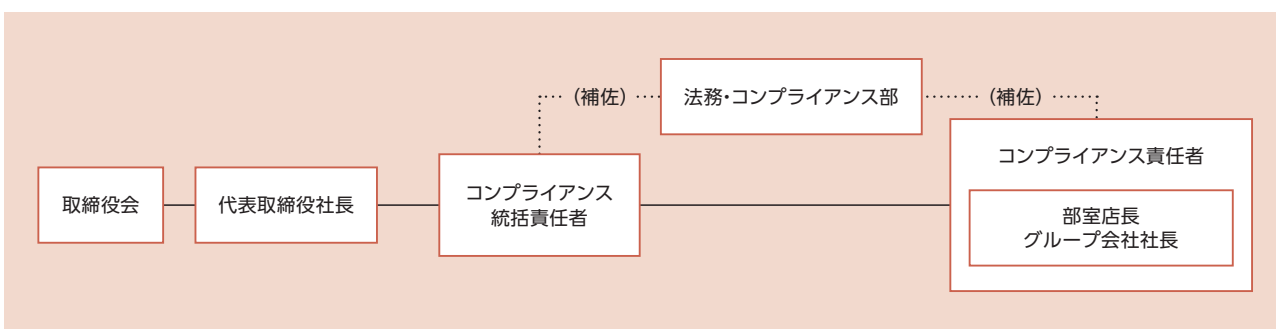 法務・コンプライアンス部
（補佐）
（補佐）
コンプライアンス責任者
コンプライアンス
統括責任者
取締役会
代表取締役社長
部室店長
グループ会社社長